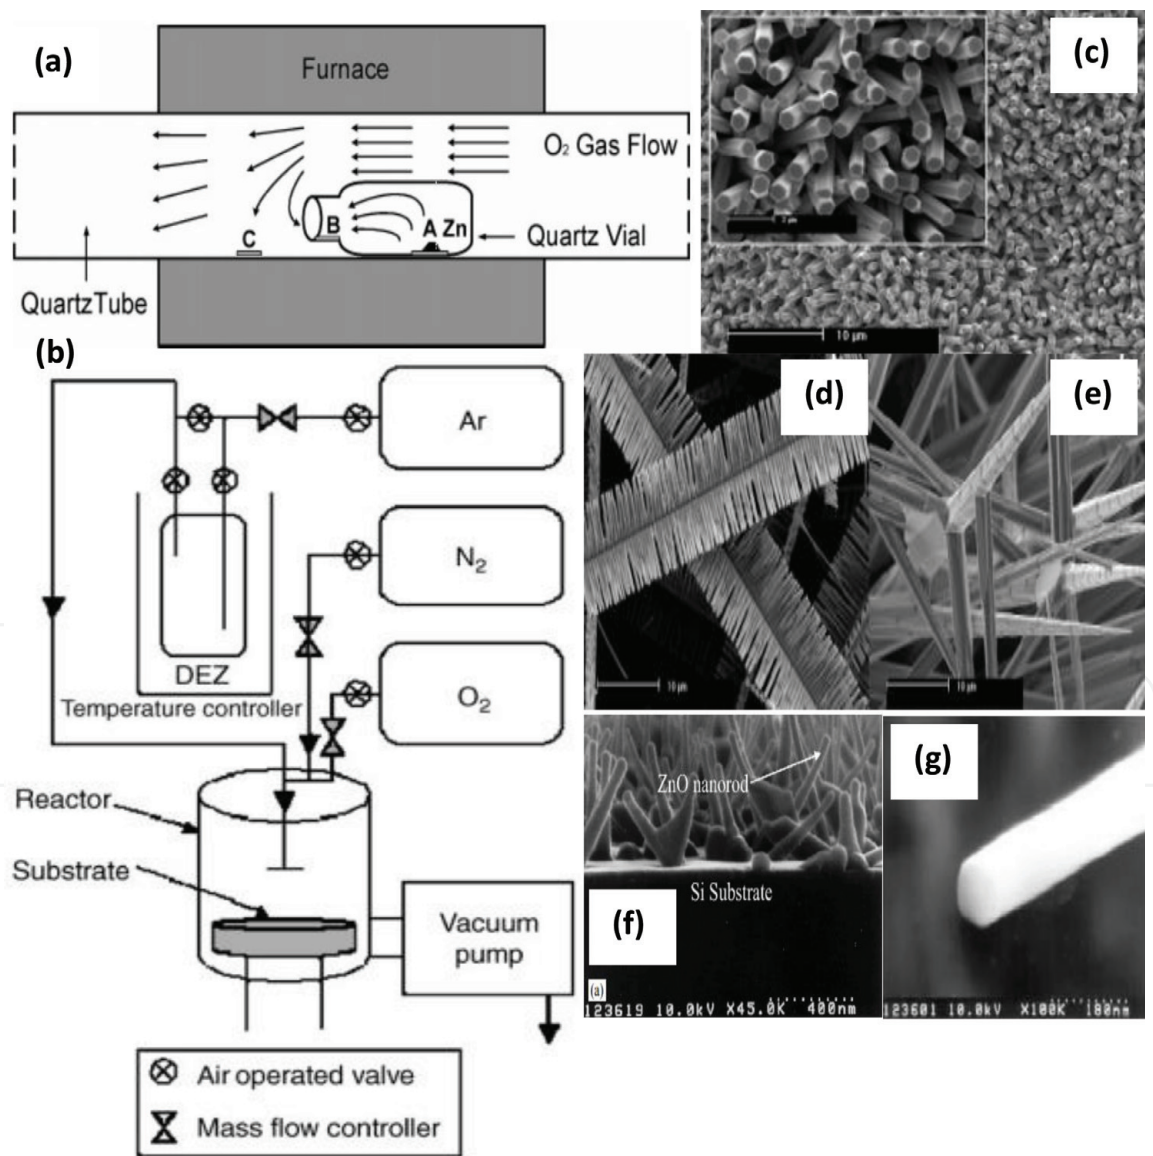 (a)
Furnace
O₂ Gas Flow
B
A Zn
C
Quartz Vial
QuartzTube
(b)
Ar
N₂
DEZ
O₂
Temperature controller
Reactor
Substrate
Vacuum
pump
Air operated valve
Mass flow controller
(c)
10 µm
(d)
10 µm
(e)
10 µm
ZnO nanorod
Si Substrate
(f)
(a)
123619 10.0kV X45.0K 400nm
(g)
123601 10.0kV X100K 180nm